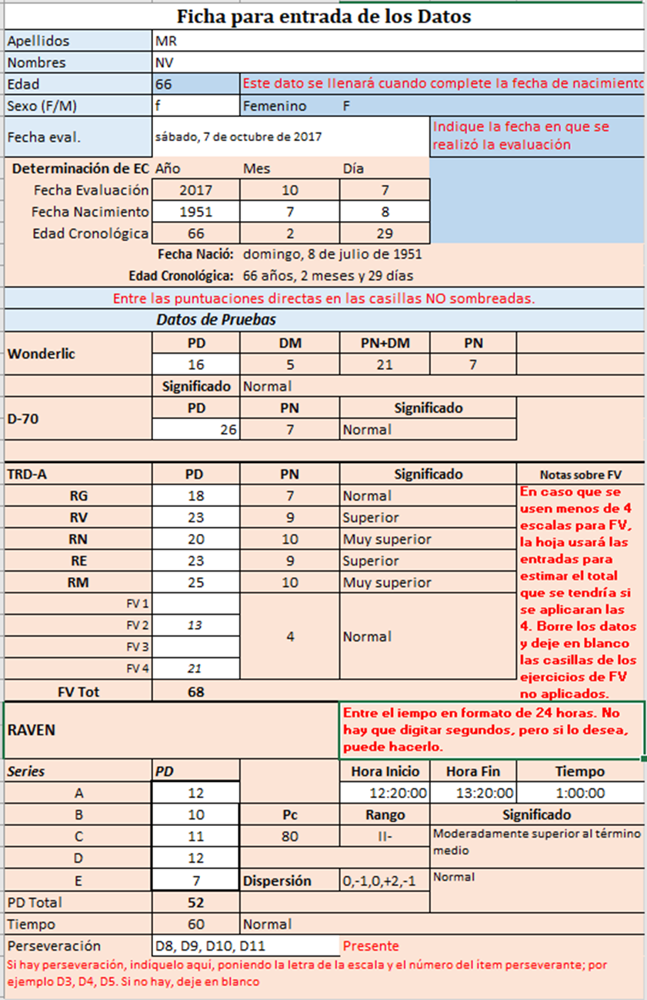 Ficha para entrada de los Datos
Apellidos MR
Nombres NV
Edad 66 Este dato se llenará cuando complete la fecha de nacimiento
Sexo (F/M) f Femenino F
Fecha eval. sábado, 7 de octubre de 2017 Indique la fecha en que se
realizó la evaluación
Determinación de EC Año Mes Día
Fecha Evaluación 2017 10 7
Fecha Nacimiento 1951 7 8
Edad Cronológica 66 2 29
Fecha Nació: domingo, 8 de julio de 1951
Edad Cronológica: 66 años, 2 meses y 29 días
Entre las puntuaciones directas en las casillas NO sombreadas.
Datos de Pruebas
Wonderlic PD DM PN+DM PN
16 5 21 7
Significado Normal
D-70 PD PN Significado
26 7 Normal
TRD-A PD PN Significado Notas sobre FV
RG 18 7 Normal
RV 23 9 Superior
RN 20 10 Muy superior
RE 23 9 Superior
RM 25 10 Muy superior
FV 1
FV 2 13
4 Normal
FV 3
FV 4 21
FV Tot 68
En caso que se
usen menos de 4
escalas para FV,
la hoja usará las
entradas para
estimar el total
que se tendría si
se aplicaran las
4. Borre los datos
y deje en blanco
las casillas de los
ejercicios de FV
no aplicados.
RAVEN
Entre el iempo en formato de 24 horas. No
hay que digitar segundos, pero si lo desea,
puede hacerlo.
Series PD Hora Inicio Hora Fin Tiempo
A 12 12:20:00 13:20:00 1:00:00
B 10 Pc Rango Significado
C 11 80 II- Moderadamente superior al término
medio
D 12
E 7 Dispersión 0,-1,0,+2,-1 Normal
PD Total 52
Tiempo 60 Normal
Perseveración D8, D9, D10, D11 Presente
Si hay perseveración, indíquelo aquí, poniendo la letra de la escala y el número del ítem perseverante; por
ejemplo D3, D4, D5. Si no hay, deje en blanco